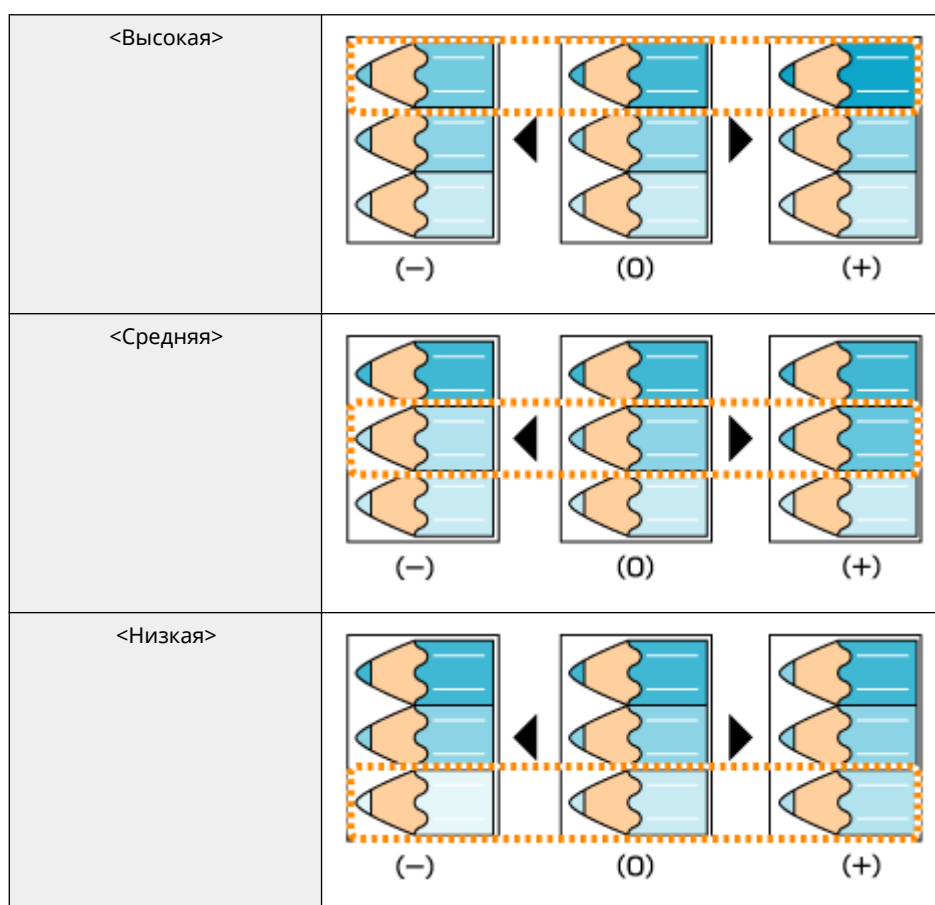 <Высокая>
(−) (0) (+)
<Средняя>
(−) (0) (+)
<Низкая>
(−) (0) (+)